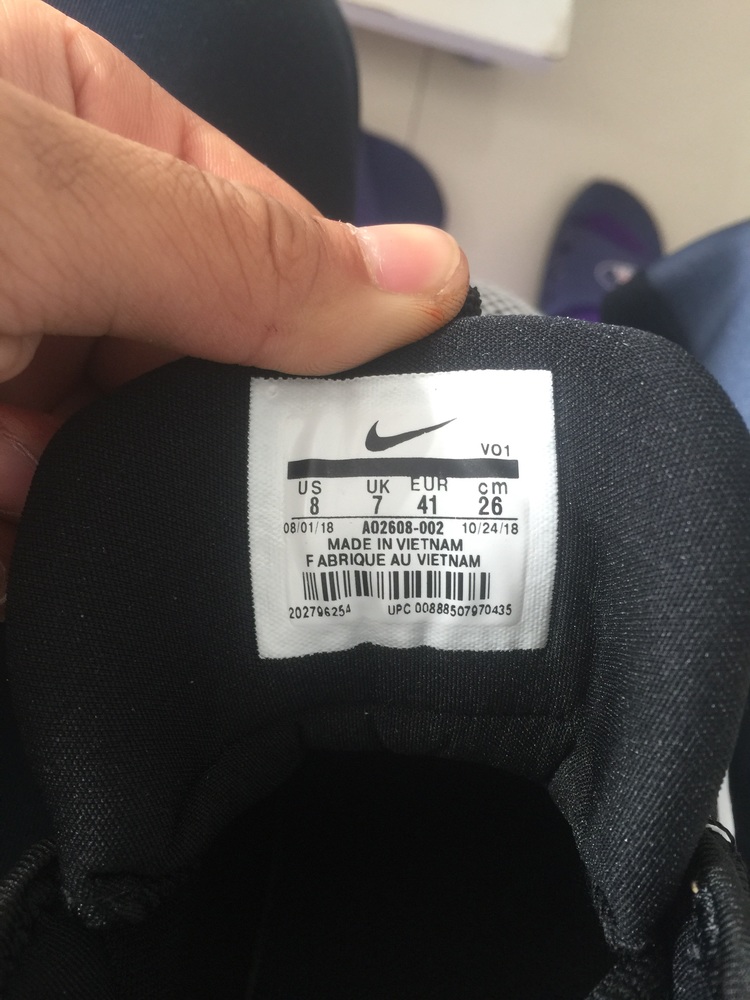 V01
US UK EUR cm
8 7 41 26
08/01/18 AO2608-002 10/24/18
MADE IN VIETNAM
F ABRIQUE AU VIETNAM
202796254 UPC 00888507970435